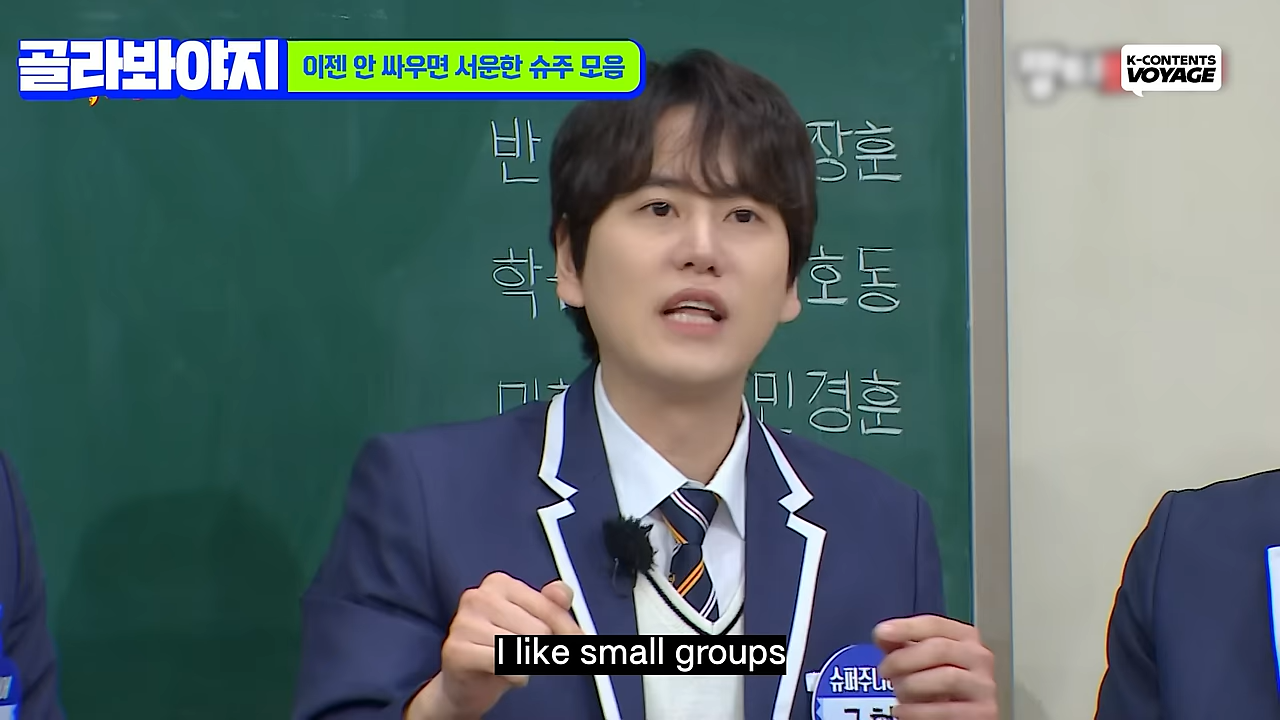 골라봐야지
이젠 안 싸우면 서운한 슈주 모음
K-CONTENTS
VOYAGE
반
장훈
호동
민경훈
I like small groups